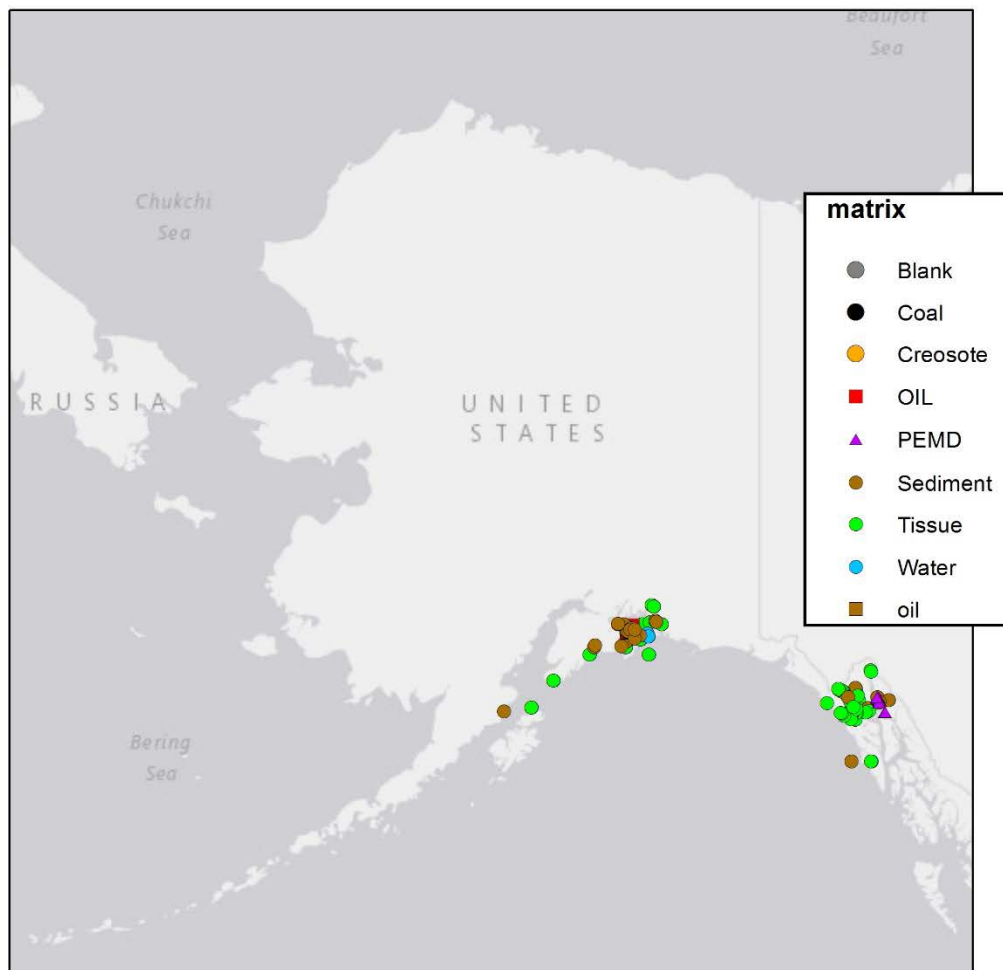 Beaufort
Sea
Chukchi
Sea
RUSSIA
UNITED
STATES
Bering
Sea
matrix
Blank
Coal
Creosote
OIL
PEMD
Sediment
Tissue
Water
oil